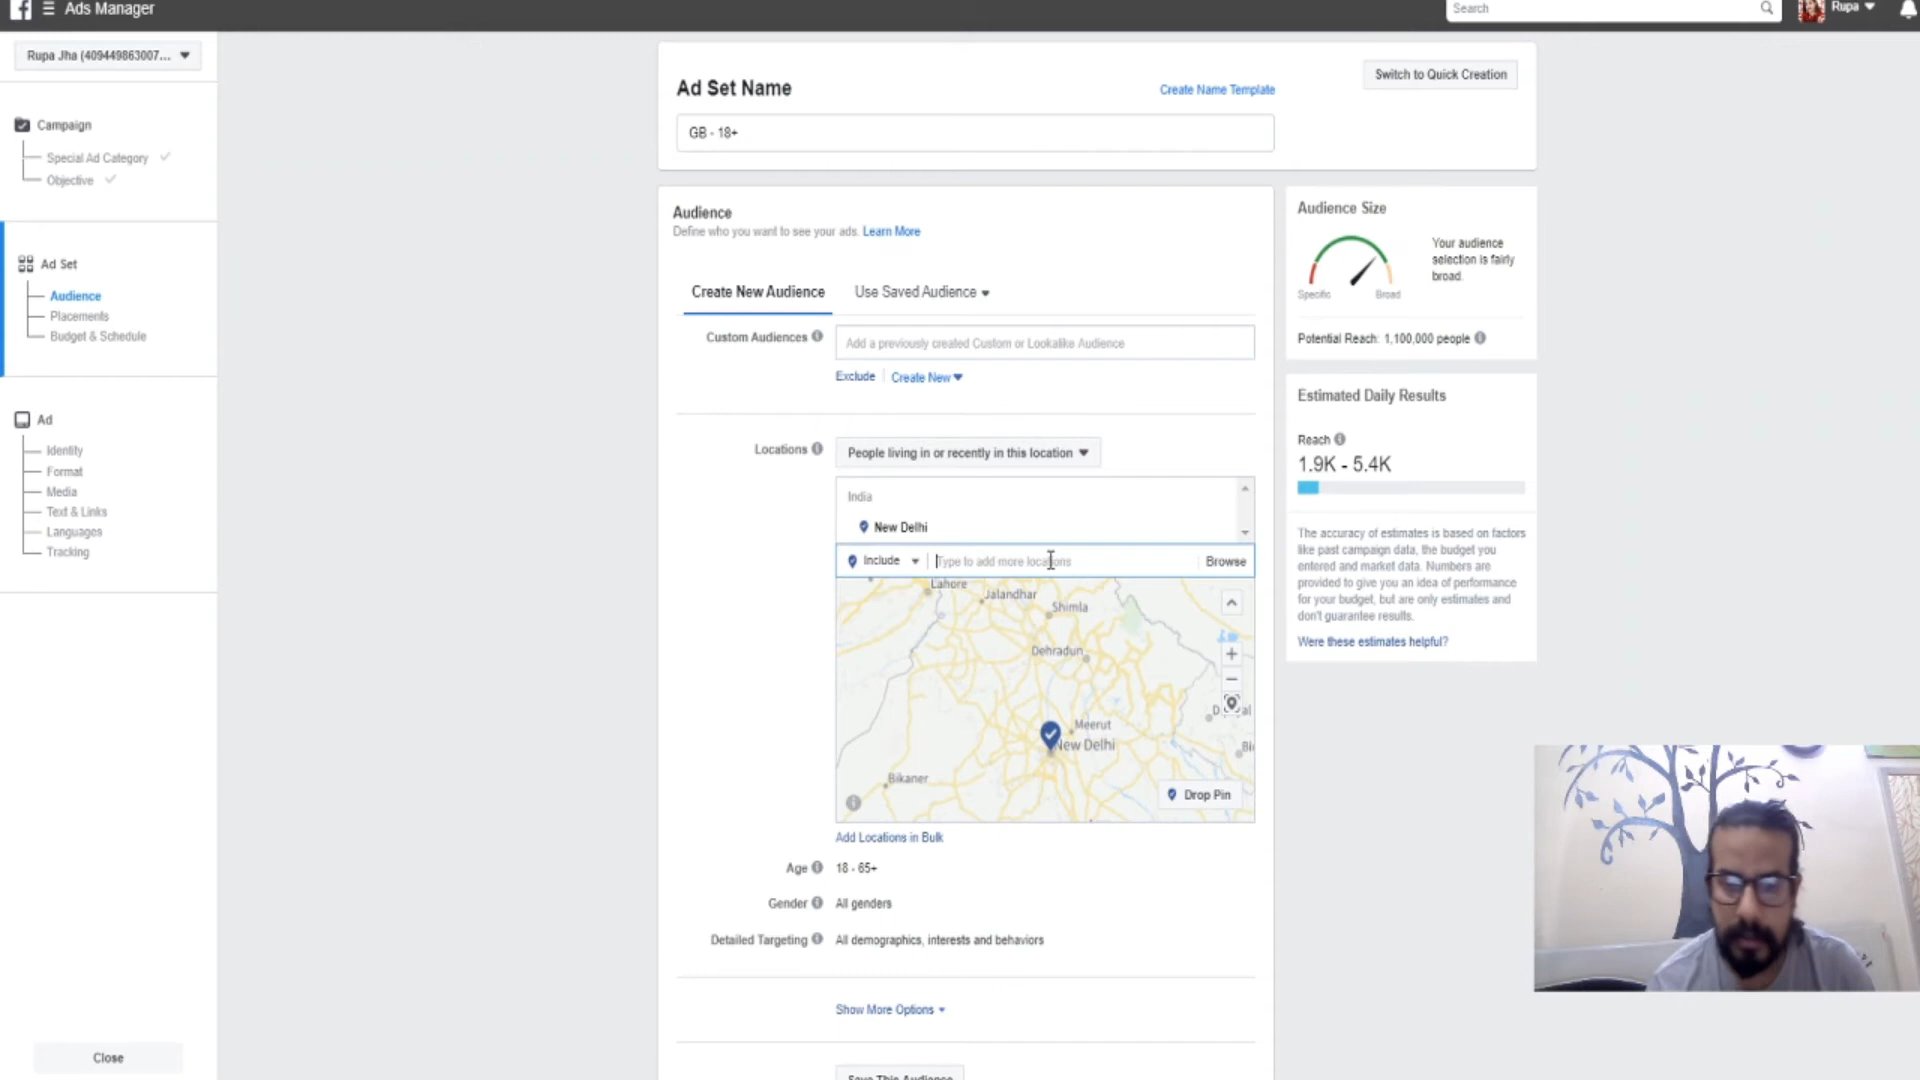 Ads Manager
Search
Rupa
Rupa Jha (409449863007...
Campaign
Special Ad Category
Objective
Ad Set
Audience
Placements
Budget & Schedule
Ad
Identity
Format
Media
Text & Links
Languages
Tracking
Close
Ad Set Name
Create Name Template
Switch to Quick Creation
GB - 18+
Audience
Define who you want to see your ads. Learn More
Create New Audience
Use Saved Audience
Custom Audiences
Add a previously created Custom or Lookalike Audience
Exclude
Create New
Locations
People living in or recently in this location
India
New Delhi
Include
Type to add more locations
Browse
Lahore
Jalandhar
Shimla
Dehradun
Meerut
New Delhi
Bikaner
Drop Pin
Add Locations in Bulk
Age
18 - 65+
Gender
All genders
Detailed Targeting
All demographics, interests and behaviors
Show More Options
Save This Audience
Audience Size
Specific
Broad
Your audience
selection is fairly
broad.
Potential Reach: 1,100,000 people
Estimated Daily Results
Reach
1.9K - 5.4K
The accuracy of estimates is based on factors
like past campaign data, the budget you
entered and market data. Numbers are
provided to give you an idea of performance
for your budget, but are only estimates and
don't guarantee results.
Were these estimates helpful?